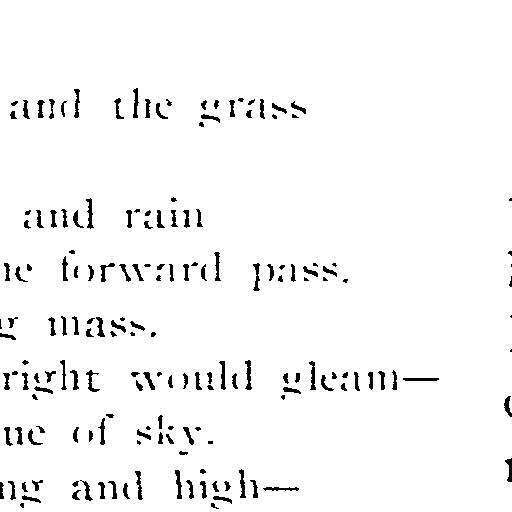 and the grass
and rain
ne forward pass.
g mass.
right would gleam—
ue of sky.
ng and high—